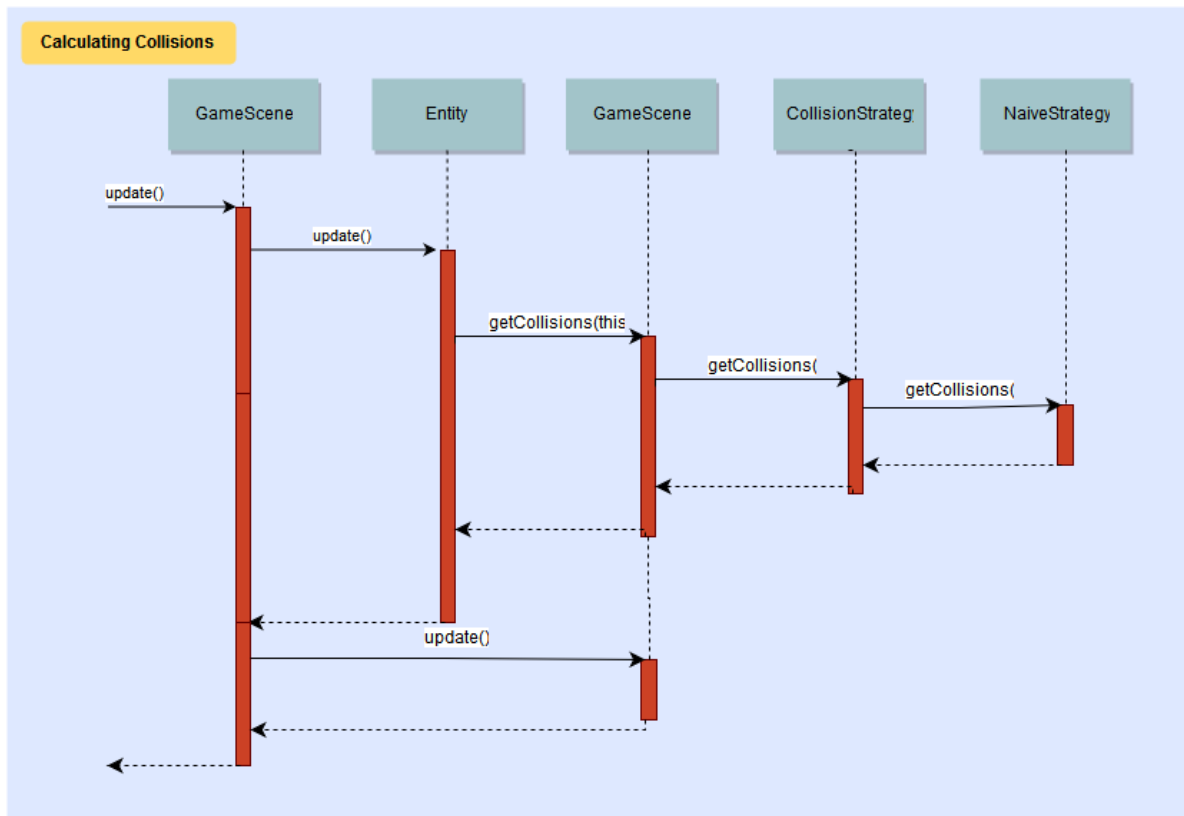 Calculating Collisions
GameScene
Entity
GameScene
CollisionStrateg
NaiveStrategy
update()
update()
getCollisions(this
getCollisions(
getCollisions(
update()